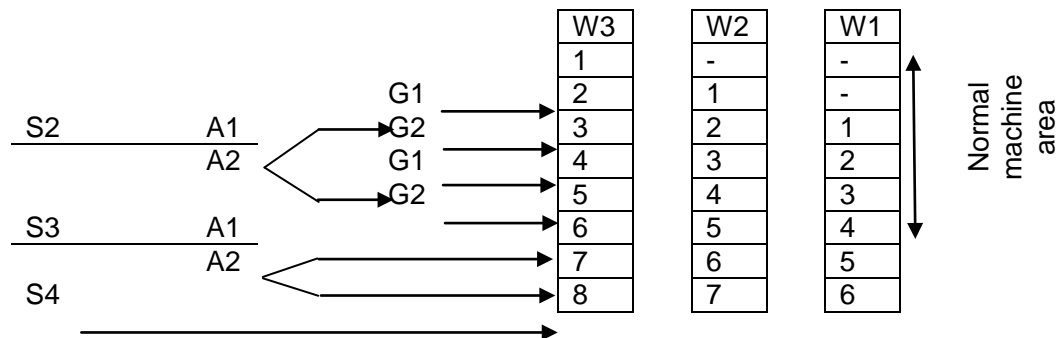 W3 W2 W1
1 - -
G1 2 1 -
S2 A1 G2 3 2 1
A2 G1 4 3 2
G2 5 4 3
S3 A1 6 5 4
A2 7 6 5
S4 8 7 6
Normal
machine
area